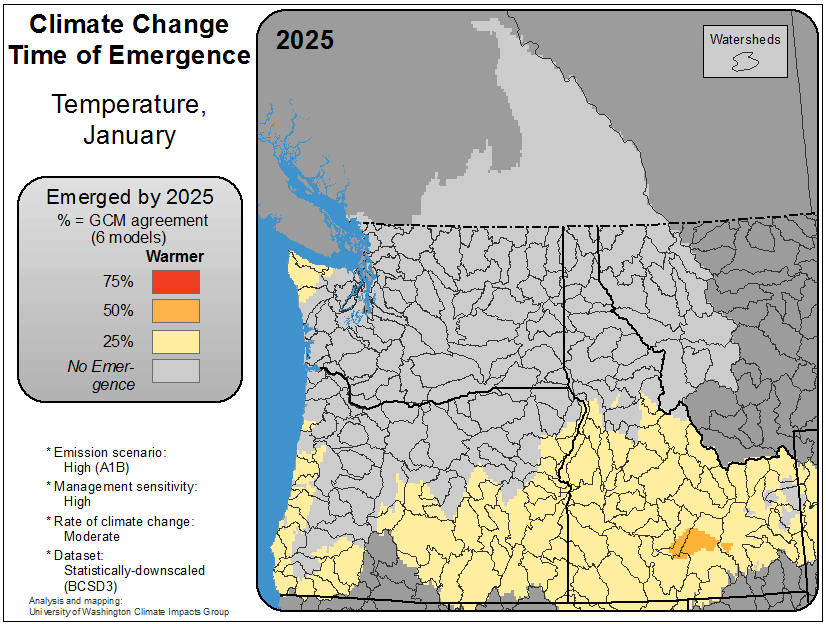 Climate Change
Time of Emergence
Temperature,
January
Emerged by 2025
% = GCM agreement
(6 models)
Warmer
75%
50%
25%
No Emer-
gence
* Emission scenario:
High (A1B)
* Management sensitivity:
High
* Rate of climate change:
Moderate
* Dataset:
Statistically-downscaled
(BCSD3)
Analysis and mapping:
University of Washington Climate Impacts Group
2025
Watersheds